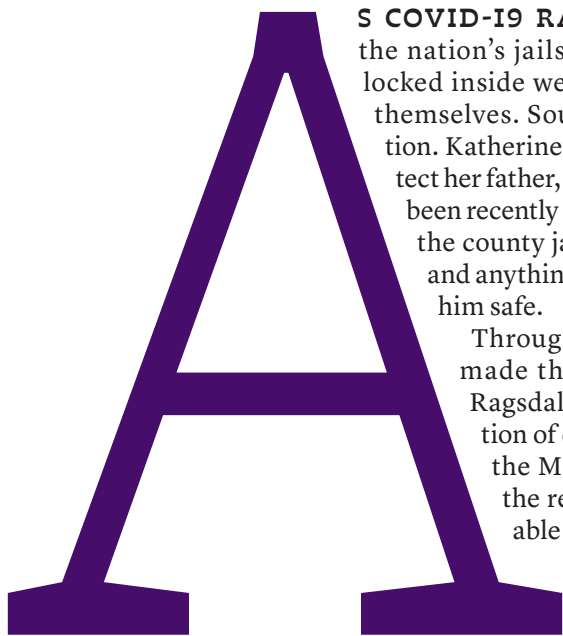 AS COVID-19 RA
the nation's jails
locked inside we
themselves. Sou
tion. Katherine
tect her father,
been recently
the county ja
and anythin
him safe.
Throug
made th
Ragsdal
tion of
the M
the re
able